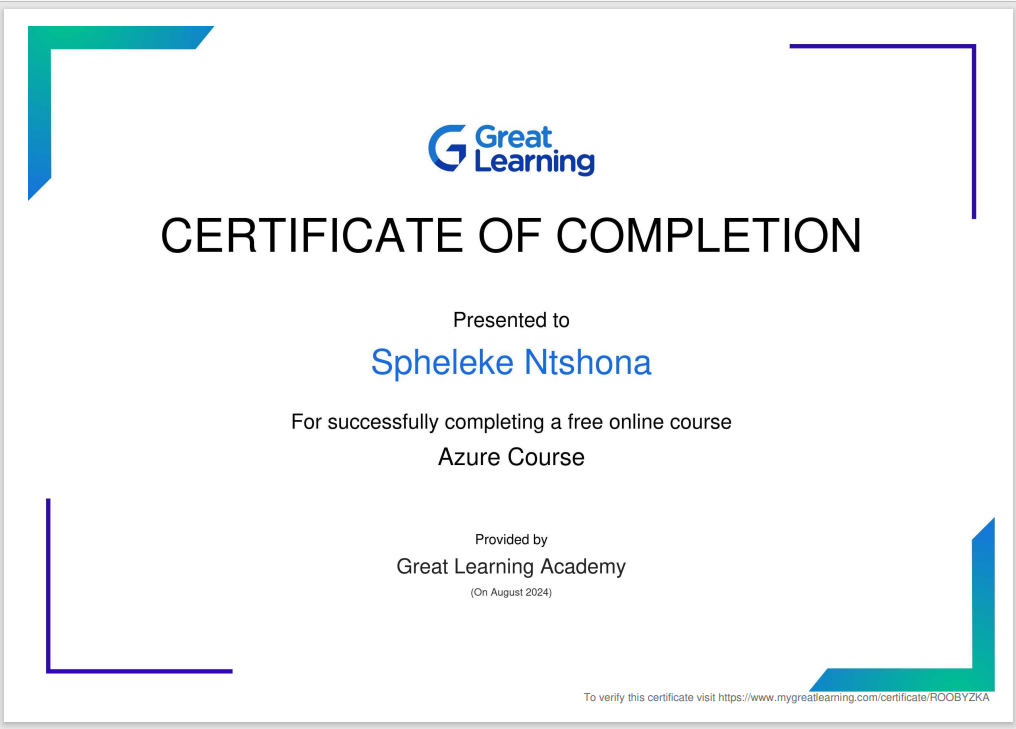 Great
Learning
CERTIFICATE OF COMPLETION
Presented to
Spheleke Ntshona
For successfully completing a free online course
Azure Course
Provided by
Great Learning Academy
(On August 2024)
To verify this certificate visit https://www.mygreatlearning.com/certificate/ROOBYZKA